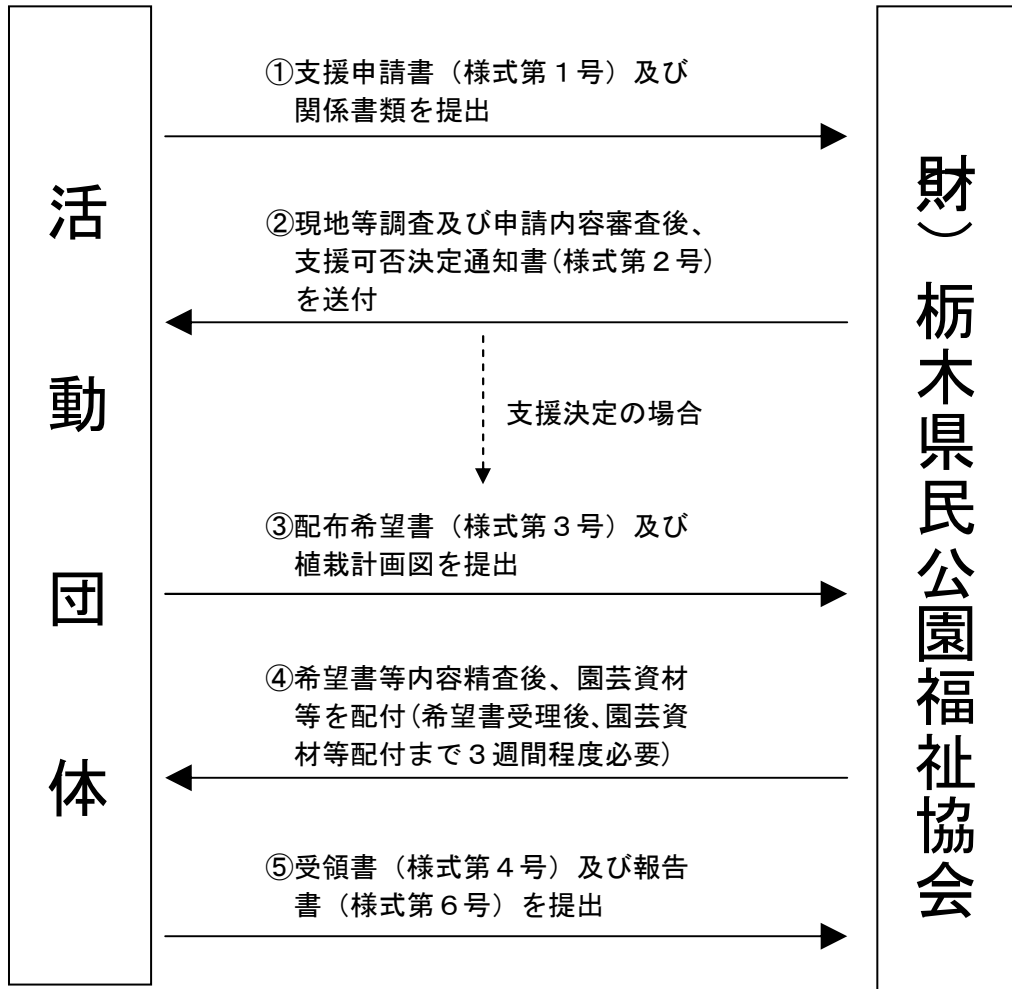 活動団体
①支援申請書（様式第１号）及び
関係書類を提出
②現地等調査及び申請内容審査後、
支援可否決定通知書（様式第２号）
を送付
支援決定の場合
③配布希望書（様式第３号）及び
植栽計画図を提出
④希望書等内容精査後、園芸資材
等を配付（希望書受理後、園芸資
材等配付まで３週間程度必要）
⑤受領書（様式第４号）及び報告
書（様式第６号）を提出
財）栃木県民公園福祉協会